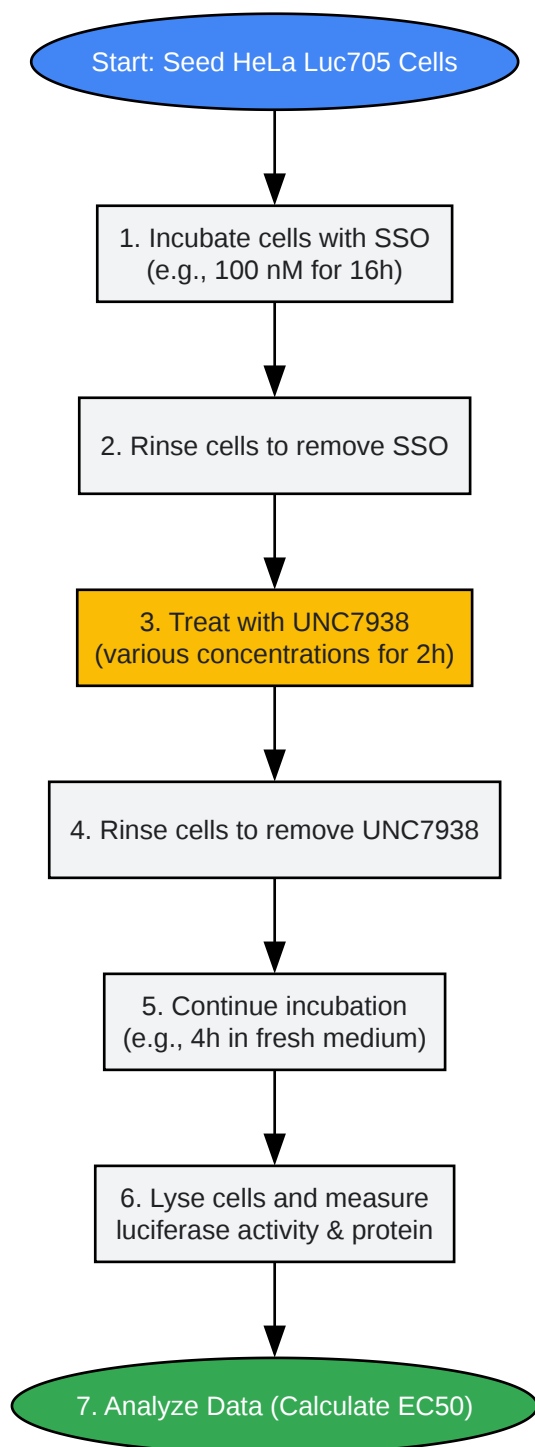 Start: Seed HeLa Luc705 Cells
1. Incubate cells with SSO
(e.g., 100 nM for 16h)
2. Rinse cells to remove SSO
3. Treat with UNC7938
(various concentrations for 2h)
4. Rinse cells to remove UNC7938
5. Continue incubation
(e.g., 4h in fresh medium)
6. Lyse cells and measure
luciferase activity & protein
7. Analyze Data (Calculate EC50)